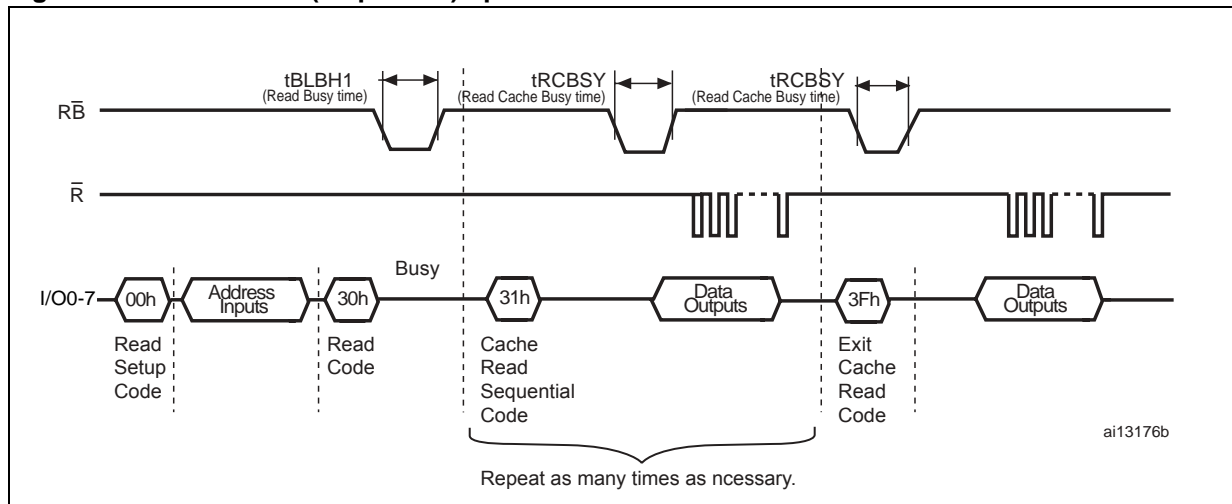 tBLBH1 tRCBSY tRCBSY
(Read Busy time) (Read Cache Busy time) (Read Cache Busy time)
RB̅
R̅
Busy
I/O0-7 00h Address Inputs 30h 31h Data Outputs 3Fh Data Outputs
Read
Setup
Code
Read
Code
Cache
Read
Sequential
Code
Exit
Cache
Read
Code
ai13176b
Repeat as many times as ncessary.